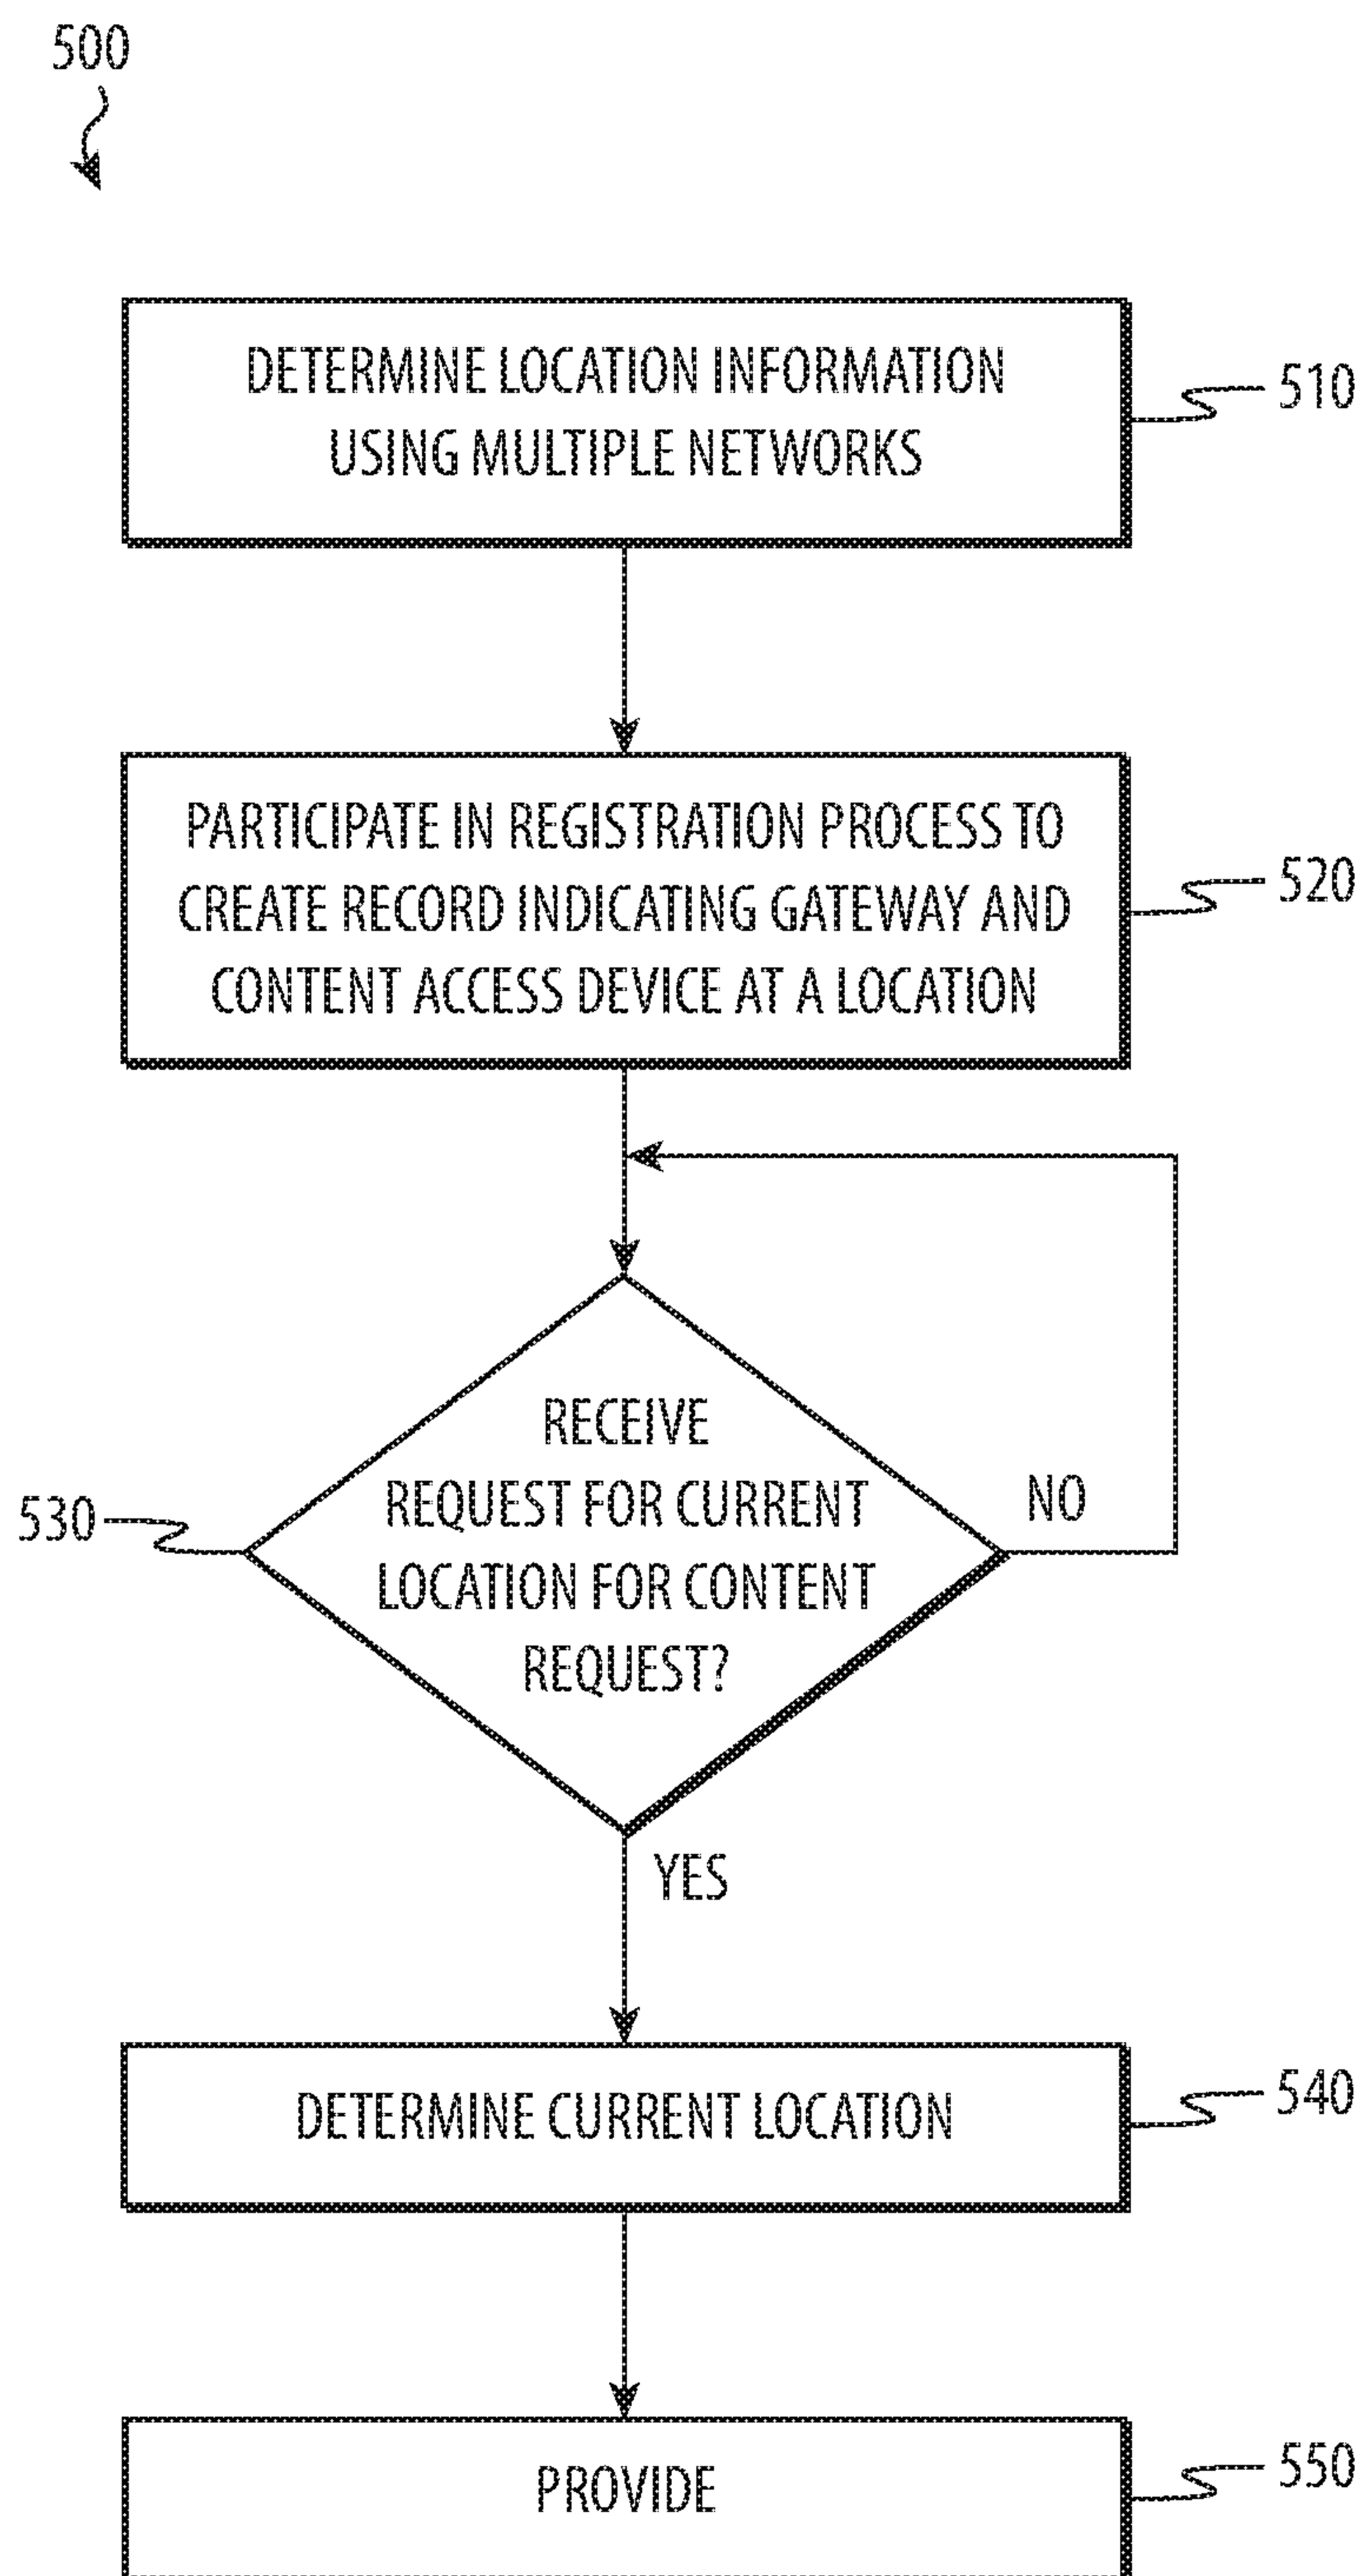 500
DETERMINE LOCATION INFORMATION
USING MULTIPLE NETWORKS
510
PARTICIPATE IN REGISTRATION PROCESS TO
CREATE RECORD INDICATING GATEWAY AND
CONTENT ACCESS DEVICE AT A LOCATION
520
RECEIVE
REQUEST FOR CURRENT
LOCATION FOR CONTENT
REQUEST?
530
NO
YES
DETERMINE CURRENT LOCATION
540
PROVIDE
550